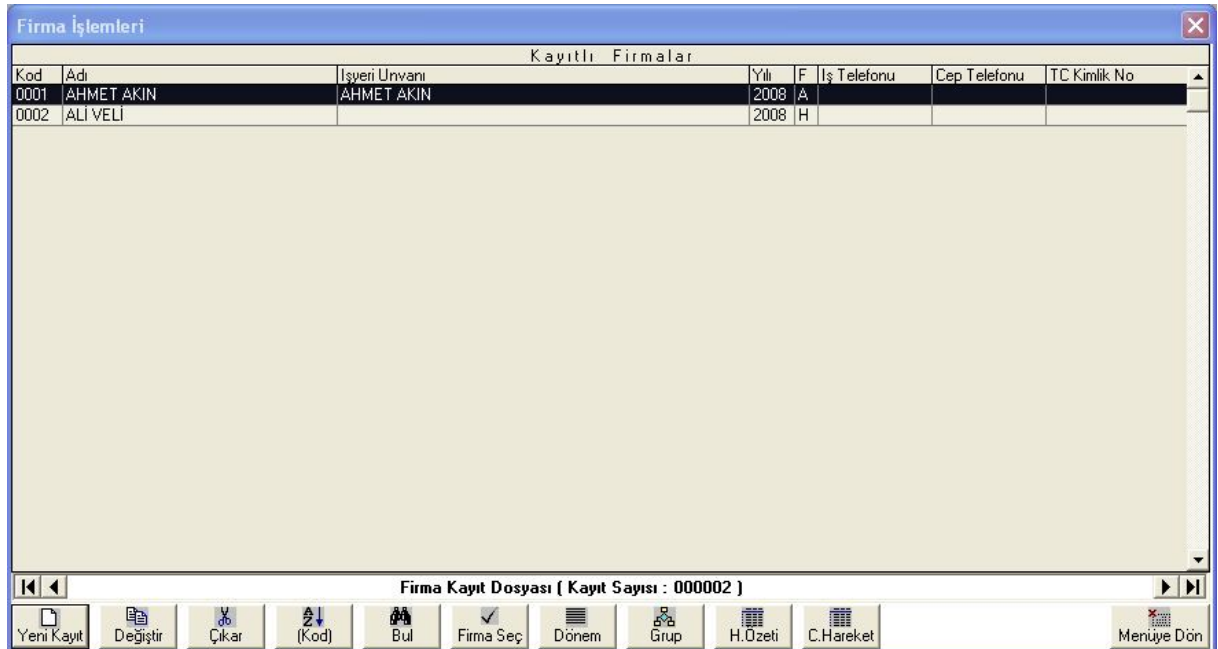 Firma İşlemleri
Kayıtlı Firmalar
Kod Adı İşyeri Unvanı Yılı F İş Telefonu Cep Telefonu TC Kimlik No
0001 AHMET AKIN AHMET AKIN 2008 A
0002 ALİ VELİ 2008 H
Firma Kayıt Dosyası ( Kayıt Sayısı : 000002 )
Yeni Kayıt Değiştir Çıkar (Kod) Bul Firma Seç Dönem Grup H.Özeti C.Hareket Menüye Dön